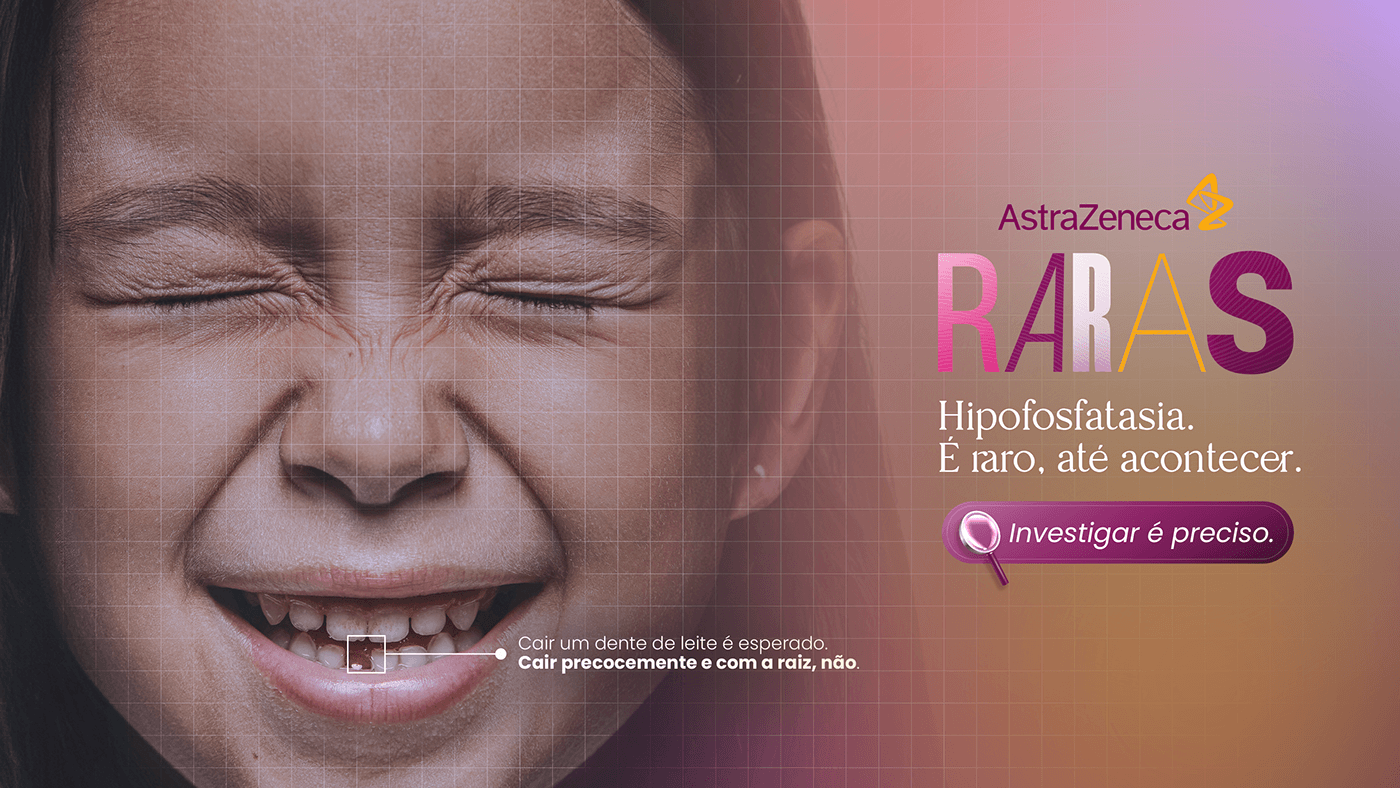 AstraZeneca
RARAS
Hipofosfatasia.
É raro, até acontecer.
Investigar é preciso.
Cair um dente de leite é esperado.
Cair precocemente e com a raiz, não.